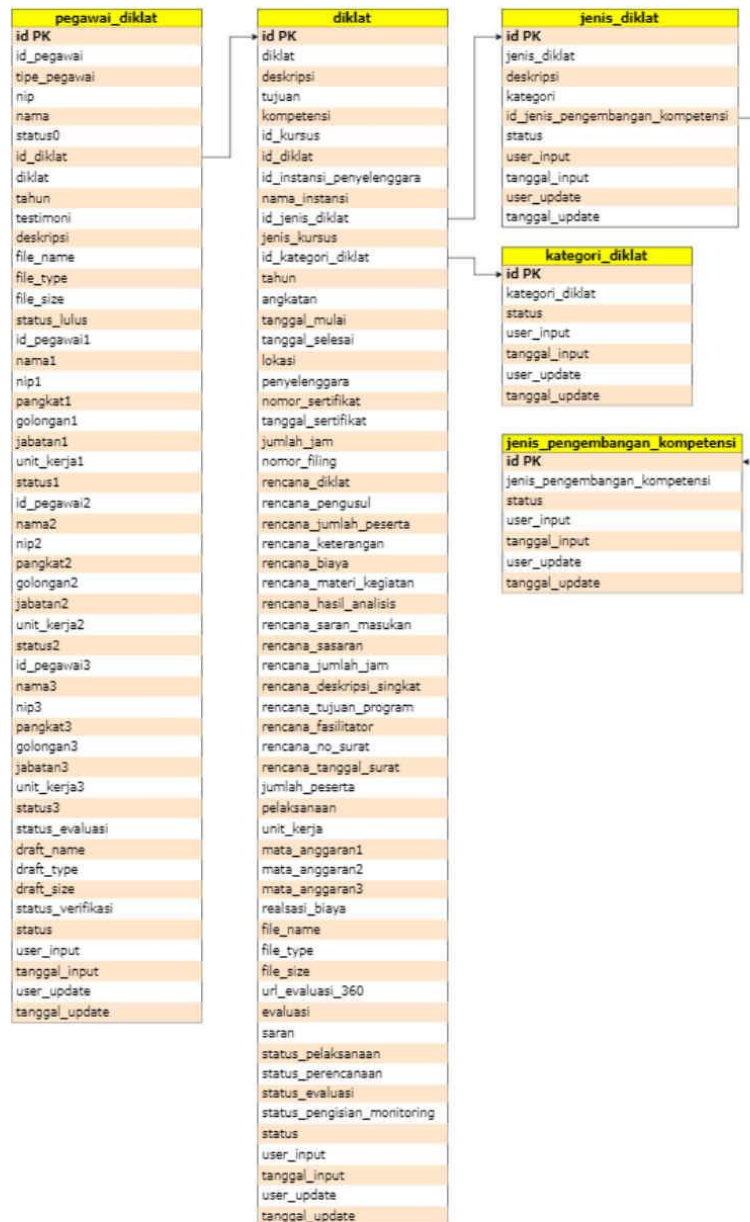 pegawai_diklat
id PK
id_pegawai
tipe_pegawai
nip
nama
status0
id_diklat
diklat
tahun
testimoni
deskripsi
file_name
file_type
file_size
status_lulus
id_pegawai1
nama1
nip1
pangkat1
golongan1
jabatan1
unit_kerja1
status1
id_pegawai2
nama2
nip2
pangkat2
golongan2
jabatan2
unit_kerja2
status2
id_pegawai3
nama3
nip3
pangkat3
golongan3
jabatan3
unit_kerja3
status3
status_evaluasi
draft_name
draft_type
draft_size
status_verifikasi
status
user_input
tanggal_input
user_update
tanggal_update
diklat
id PK
diklat
deskripsi
tujuan
kompetensi
id_kursus
id_diklat
id_instansi_penyelenggara
nama_instansi
id_jenis_diklat
jenis_kursus
id_kategori_diklat
tahun
angkatan
tanggal_mulai
tanggal_selesai
lokasi
penyelenggara
nomor_sertifikat
tanggal_sertifikat
jumlah_jam
nomor_filing
rencana_diklat
rencana_pengusul
rencana_jumlah_peserta
rencana_keterangan
rencana_biaya
rencana_materi_kegiatan
rencana_hasil_analisis
rencana_saran_masukan
rencana_sasaran
rencana_jumlah_jam
rencana_deskripsi_singkat
rencana_tujuan_program
rencana_fasilitator
rencana_no_surat
rencana_tanggal_surat
jumlah_peserta
pelaksanaan
unit_kerja
mata_anggaran1
mata_anggaran2
mata_anggaran3
realsasi_biaya
file_name
file_type
file_size
url_evaluasi_360
evaluasi
saran
status_pelaksanaan
status_perencanaan
status_evaluasi
status_pengisian_monitoring
status
user_input
tanggal_input
user_update
tanggal_update
jenis_diklat
id PK
jenis_diklat
deskripsi
kategori
id_jenis_pengembangan_kompetensi
status
user_input
tanggal_input
user_update
tanggal_update
kategori_diklat
id PK
kategori_diklat
status
user_input
tanggal_input
user_update
tanggal_update
jenis_pengembangan_kompetensi
id PK
jenis_pengembangan_kompetensi
status
user_input
tanggal_input
user_update
tanggal_update